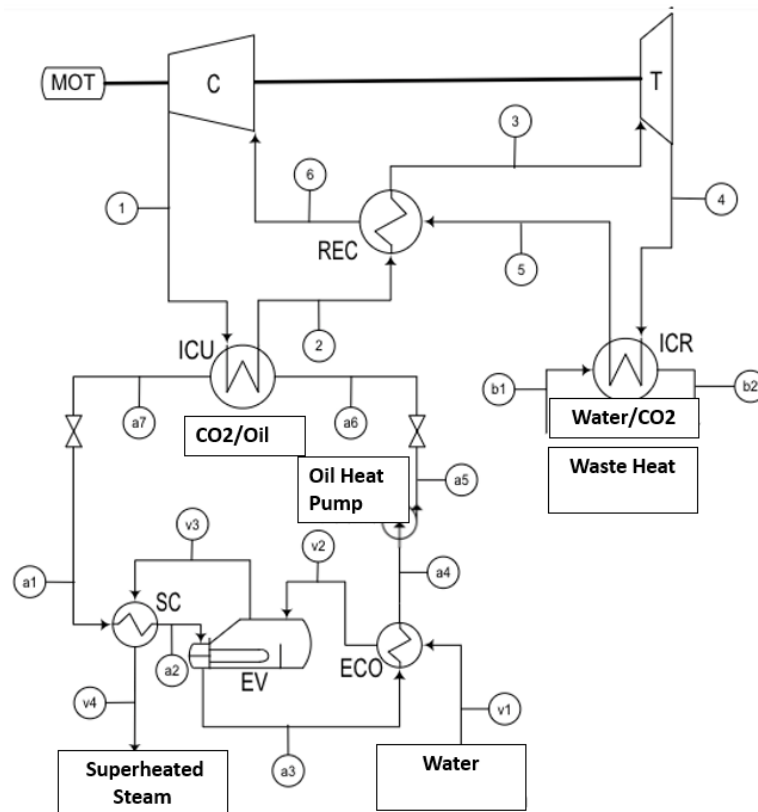 MOT
C
T
3
6
1
4
REC
5
ICU
2
ICR
b1
b2
a7
a6
CO2/Oil
Water/CO2
Oil Heat
Pump
Waste Heat
a5
v3
v2
a4
a1
SC
a2
EV
ECO
v4
v1
a3
Superheated
Steam
Water